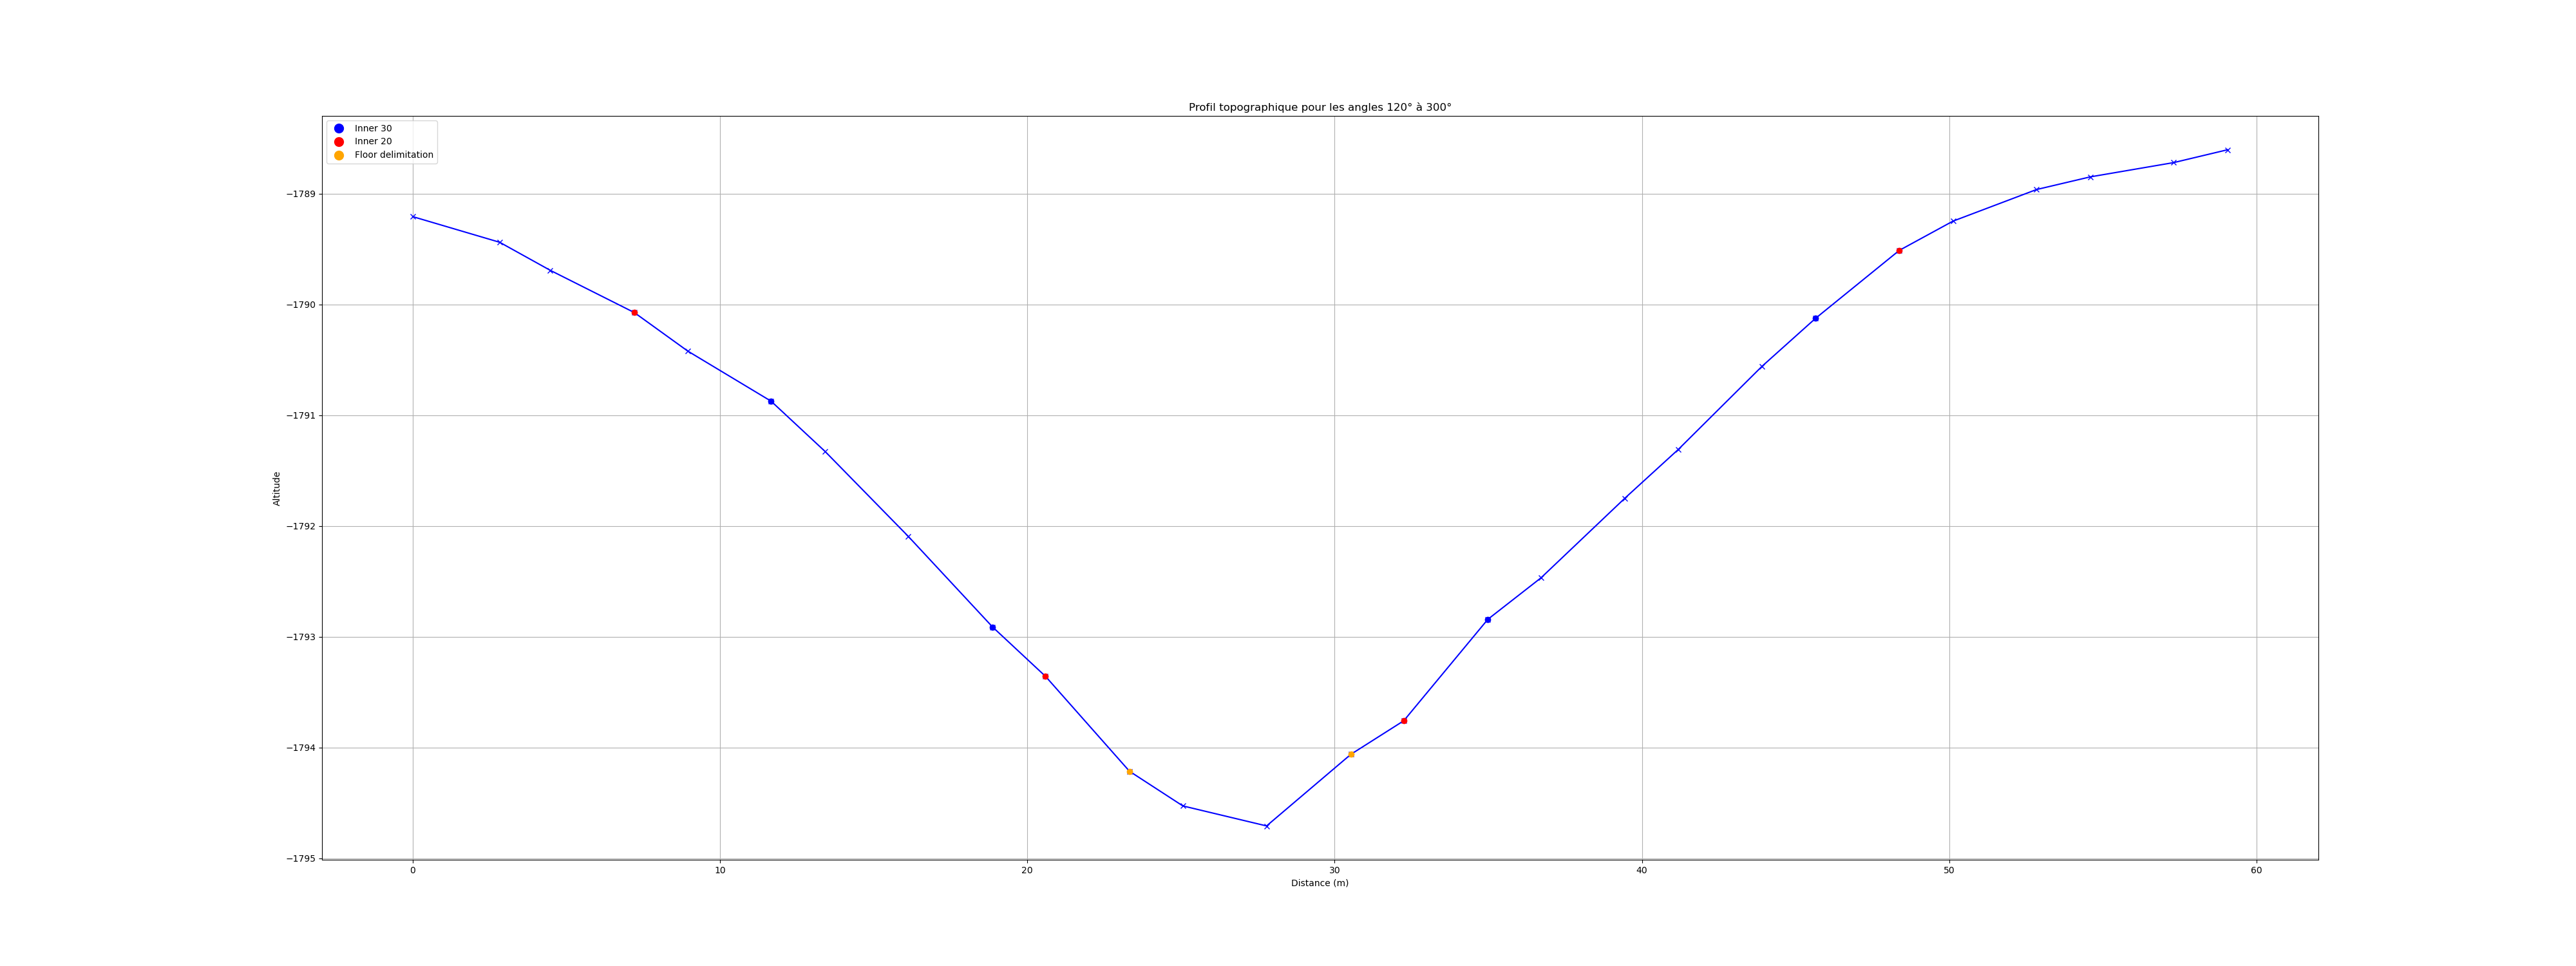 Profil topographique pour les angles 120° à 300°
Inner 30
Inner 20
Floor delimitation
Altitude
−1789
−1790
−1791
−1792
−1793
−1794
−1795
0 10 20 30 40 50 60
Distance (m)